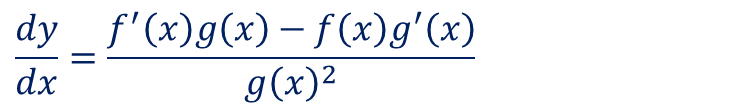 dy/dx = f′(x)g(x) − f(x)g′(x) / g(x)²